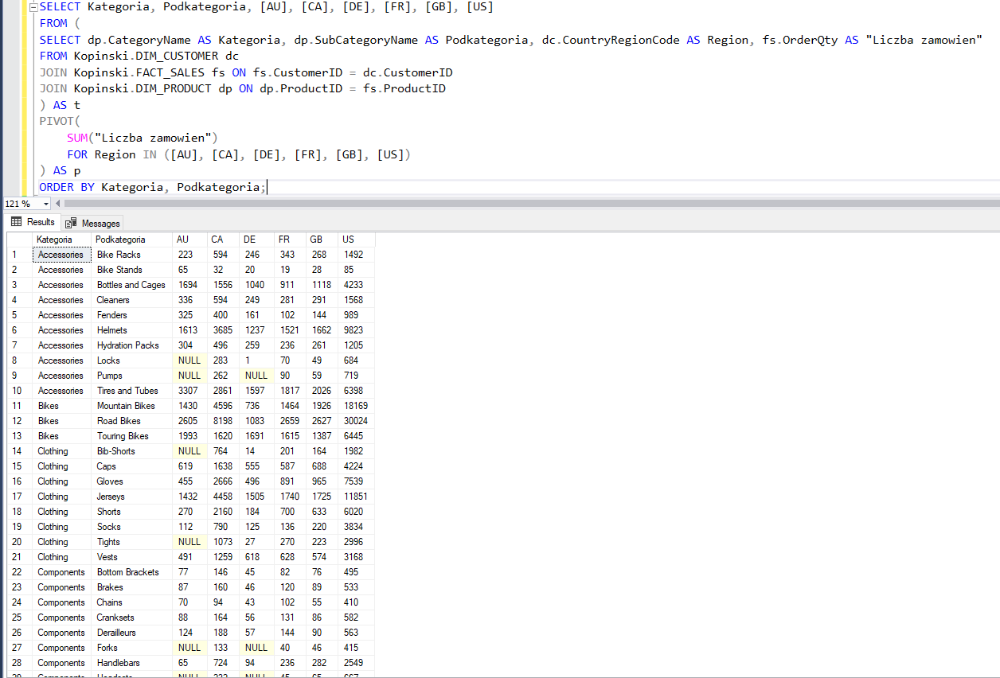 SELECT Kategoria, Podkategoria, [AU], [CA], [DE], [FR], [GB], [US]
FROM (
SELECT dp.CategoryName AS Kategoria, dp.SubCategoryName AS Podkategoria, dc.CountryRegionCode AS Region, fs.OrderQty AS "Liczba zamowien"
FROM Kopinski.DIM_CUSTOMER dc
JOIN Kopinski.FACT_SALES fs ON fs.CustomerID = dc.CustomerID
JOIN Kopinski.DIM_PRODUCT dp ON dp.ProductID = fs.ProductID
) AS t
PIVOT(
SUM("Liczba zamowien")
FOR Region IN ([AU], [CA], [DE], [FR], [GB], [US])
) AS p
ORDER BY Kategoria, Podkategoria;
121 %
Results Messages
Kategoria Podkategoria AU CA DE FR GB US
1 Accessories Bike Racks 223 594 246 343 268 1492
2 Accessories Bike Stands 65 32 20 19 28 85
3 Accessories Bottles and Cages 1694 1556 1040 911 1118 4233
4 Accessories Cleaners 336 594 249 281 291 1568
5 Accessories Fenders 325 400 161 102 144 989
6 Accessories Helmets 1613 3685 1237 1521 1662 9823
7 Accessories Hydration Packs 304 496 259 236 261 1205
8 Accessories Locks NULL 283 1 70 49 684
9 Accessories Pumps NULL 262 NULL 90 59 719
10 Accessories Tires and Tubes 3307 2861 1597 1817 2026 6398
11 Bikes Mountain Bikes 1430 4596 736 1464 1926 18169
12 Bikes Road Bikes 2605 8198 1083 2659 2627 30024
13 Bikes Touring Bikes 1993 1620 1691 1615 1387 6445
14 Clothing Bib-Shorts NULL 764 14 201 164 1982
15 Clothing Caps 619 1638 555 587 688 4224
16 Clothing Gloves 455 2666 496 891 965 7539
17 Clothing Jerseys 1432 4458 1505 1740 1725 11851
18 Clothing Shorts 270 2160 184 700 633 6020
19 Clothing Socks 112 790 125 136 220 3834
20 Clothing Tights NULL 1073 27 270 223 2996
21 Clothing Vests 491 1259 618 628 574 3168
22 Components Bottom Brackets 77 146 45 82 76 495
23 Components Brakes 87 160 46 120 89 533
24 Components Chains 70 94 43 102 55 410
25 Components Cranksets 88 164 56 131 86 582
26 Components Derailleurs 124 188 57 144 90 563
27 Components Forks NULL 133 NULL 40 46 415
28 Components Handlebars 65 724 94 236 282 2549